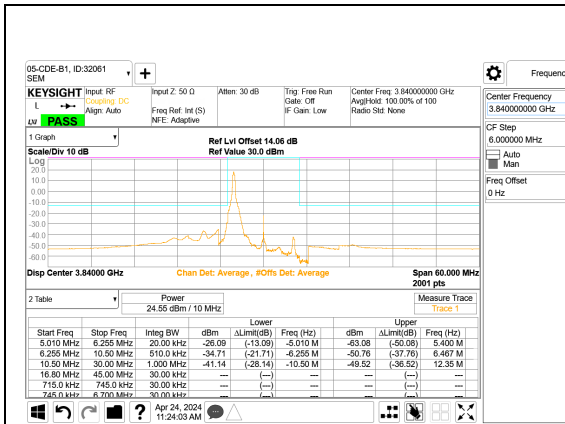 05-CDE-B1, ID:32061
SEM
Frequenc
KEYSIGHT Input: RF Input Z: 50 Ω Atten: 30 dB Trig: Free Run Center Freq: 3.840000000 GHz
L Coupling: DC Gate: Off Avg|Hold: 100.00% of 100
Align: Auto Freq Ref: Int (S) IF Gain: Low Radio Std: None
LXI PASS NFE: Adaptive
Center Frequency
3.840000000 GHz
CF Step
6.000000 MHz
Auto
Man
Freq Offset
0 Hz
1 Graph
Ref Lvl Offset 14.06 dB
Scale/Div 10 dB Ref Value 30.0 dBm
Log
20.0
10.0
0.00
-10.0
-20.0
-30.0
-40.0
-50.0
-60.0
Disp Center 3.84000 GHz Chan Det: Average , #Offs Det: Average Span 60.000 MHz
2001 pts
2 Table Power Measure Trace
24.55 dBm / 10 MHz Trace 1
Lower Upper
Start Freq Stop Freq Integ BW dBm ΔLimit(dB) Freq (Hz) dBm ΔLimit(dB) Freq (Hz)
5.010 MHz 6.255 MHz 20.00 kHz -26.09 (-13.09) -5.010 M -63.08 (-50.08) 5.400 M
6.255 MHz 10.50 MHz 510.0 kHz -34.71 (-21.71) -6.255 M -50.76 (-37.76) 6.467 M
10.50 MHz 30.00 MHz 1.000 MHz -41.14 (-28.14) -10.50 M -49.52 (-36.52) 12.35 M
16.80 MHz 45.00 MHz 30.00 kHz --- (---) --- --- (---) ---
715.0 kHz 745.0 kHz 30.00 kHz --- (---) --- --- (---) ---
745.0 kHz 6.700 MHz 30.00 kHz --- (---) --- --- (---) ---
Apr 24, 2024
11:24:03 AM